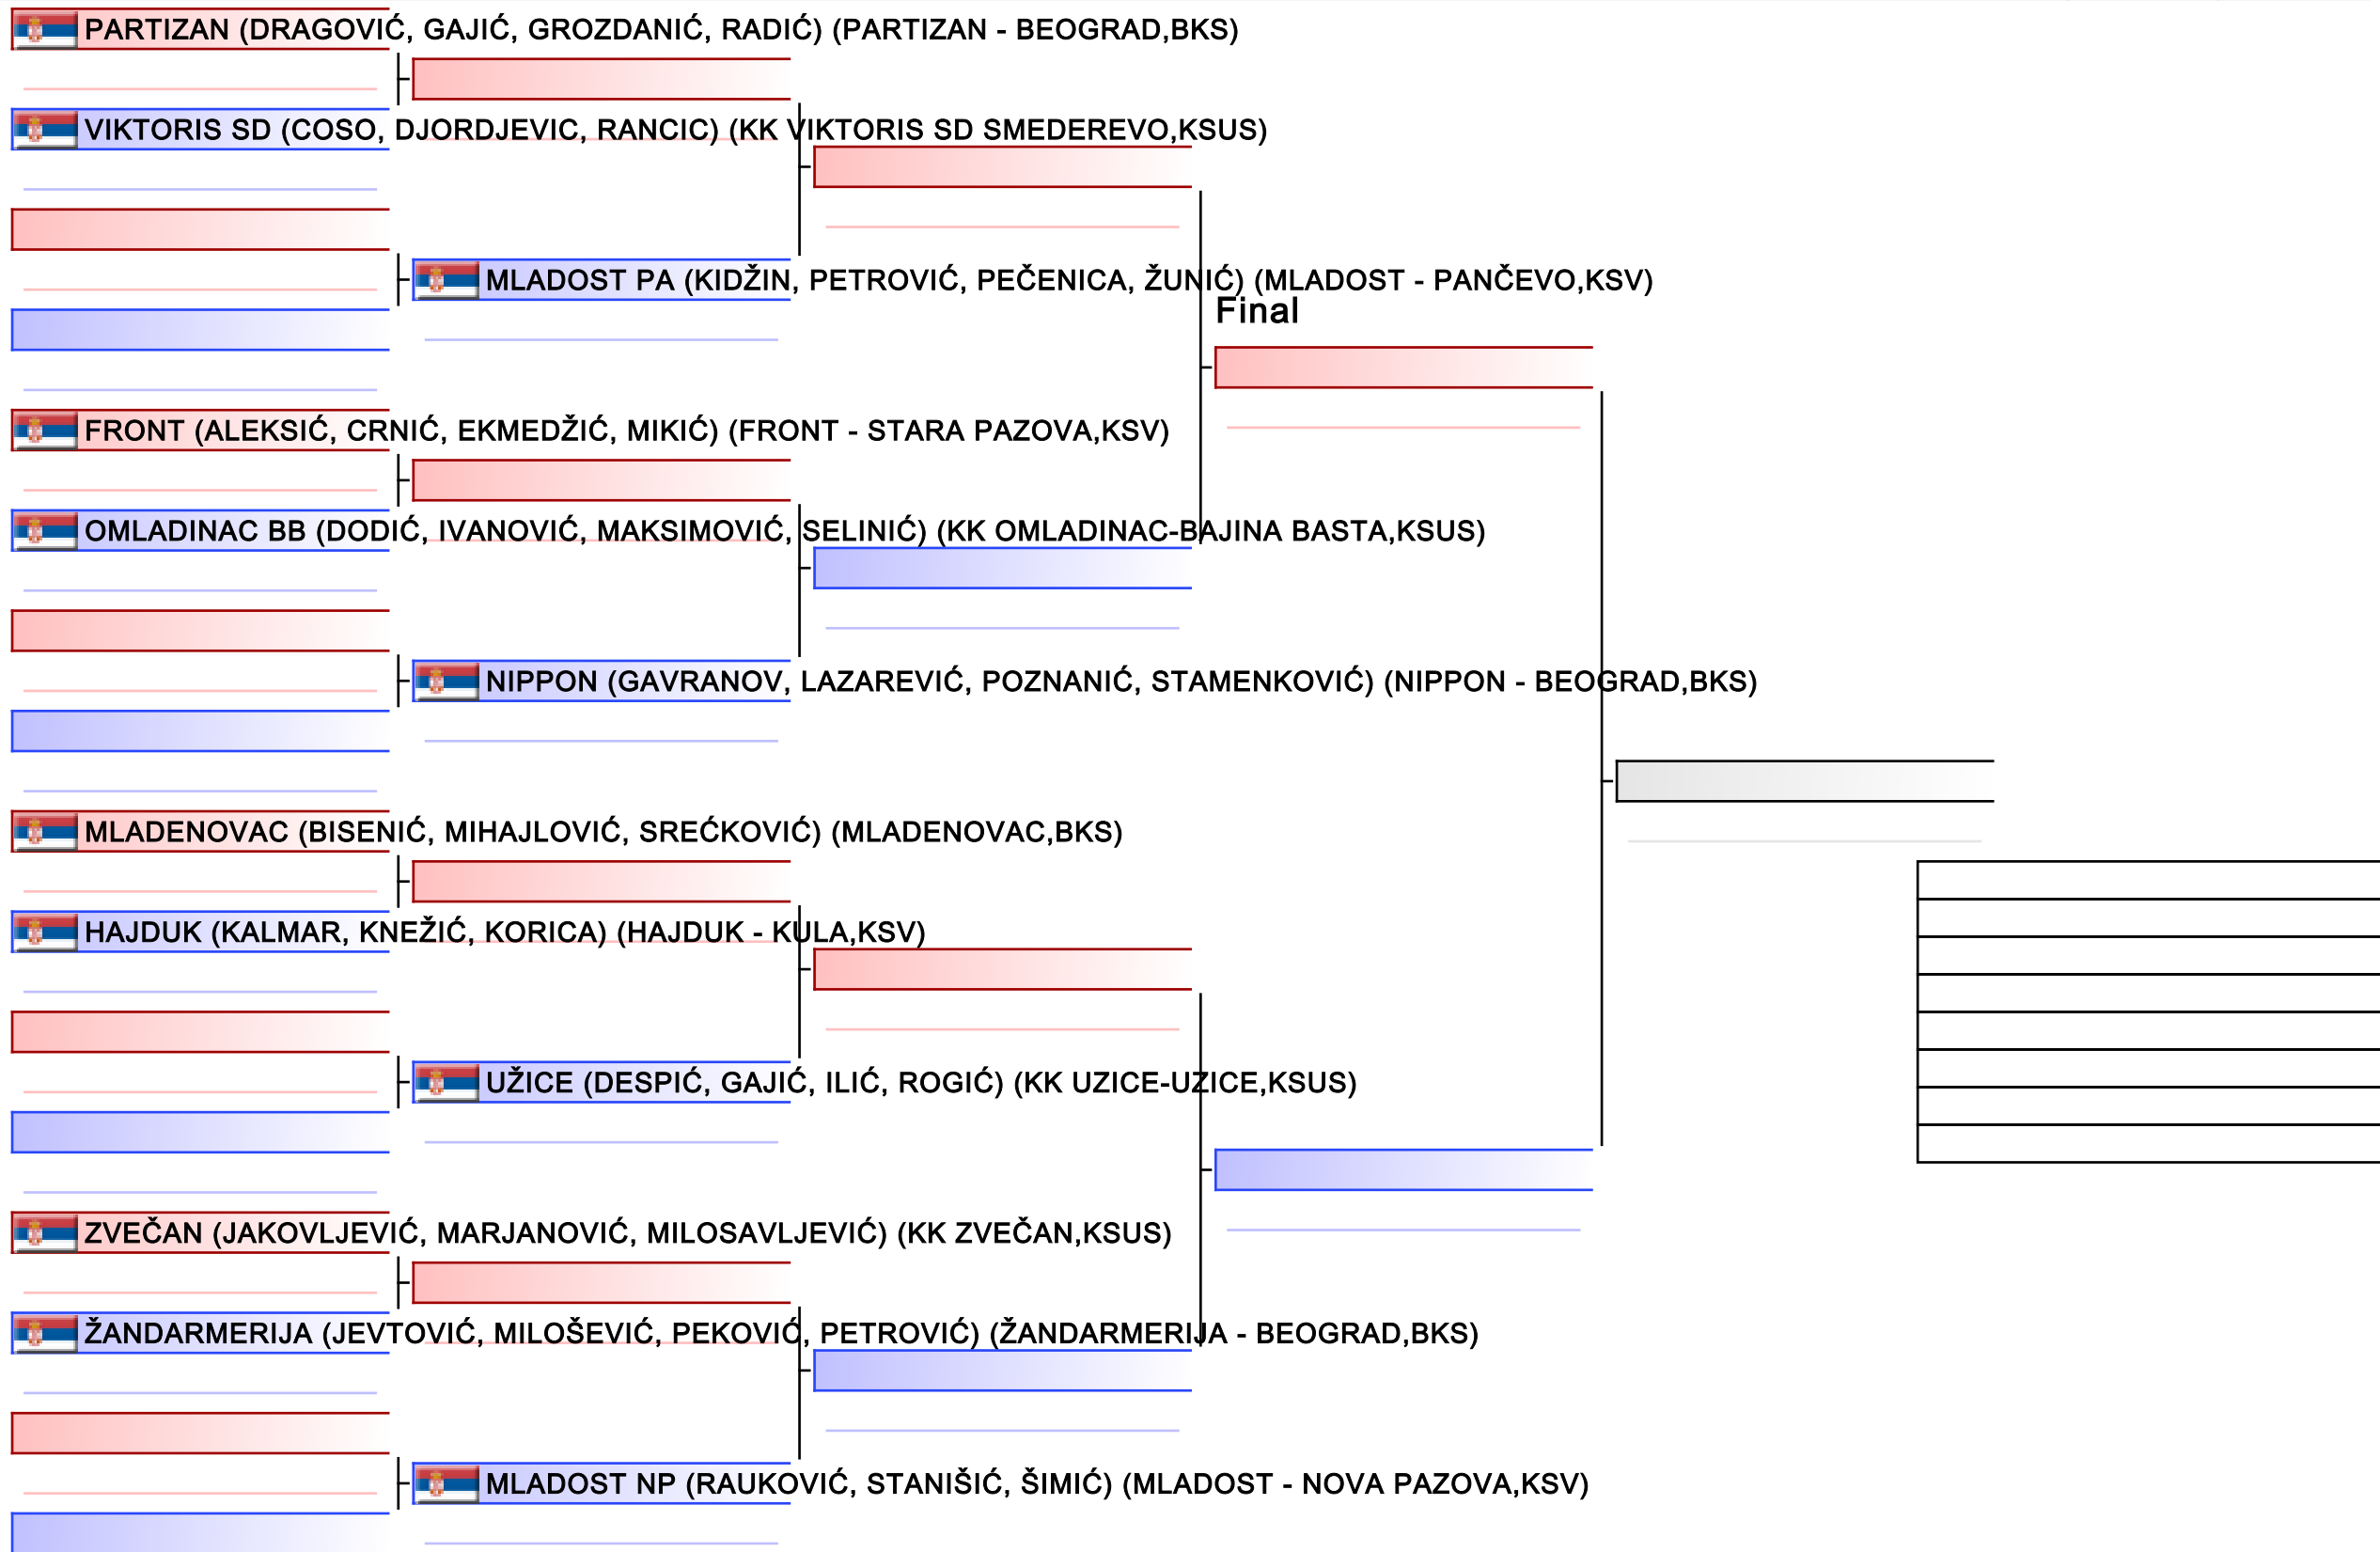 PARTIZAN (DRAGOVIĆ, GAJIĆ, GROZDANIĆ, RADIĆ) (PARTIZAN - BEOGRAD,BKS)
VIKTORIS SD (COSO, DJORDJEVIC, RANCIC) (KK VIKTORIS SD SMEDEREVO,KSUS)
MLADOST PA (KIDŽIN, PETROVIĆ, PEČENICA, ŽUNIĆ) (MLADOST - PANČEVO,KSV)
Final
FRONT (ALEKSIĆ, CRNIĆ, EKMEDŽIĆ, MIKIĆ) (FRONT - STARA PAZOVA,KSV)
OMLADINAC BB (DODIĆ, IVANOVIĆ, MAKSIMOVIĆ, SELINIĆ) (KK OMLADINAC-BAJINA BASTA,KSUS)
NIPPON (GAVRANOV, LAZAREVIĆ, POZNANIĆ, STAMENKOVIĆ) (NIPPON - BEOGRAD,BKS)
MLADENOVAC (BISENIĆ, MIHAJLOVIĆ, SREĆKOVIĆ) (MLADENOVAC,BKS)
HAJDUK (KALMAR, KNEŽIĆ, KORICA) (HAJDUK - KULA,KSV)
UŽICE (DESPIĆ, GAJIĆ, ILIĆ, ROGIĆ) (KK UZICE-UZICE,KSUS)
ZVEČAN (JAKOVLJEVIĆ, MARJANOVIĆ, MILOSAVLJEVIĆ) (KK ZVEČAN,KSUS)
ŽANDARMERIJA (JEVTOVIĆ, MILOŠEVIĆ, PEKOVIĆ, PETROVIĆ) (ŽANDARMERIJA - BEOGRAD,BKS)
MLADOST NP (RAUKOVIĆ, STANIŠIĆ, ŠIMIĆ) (MLADOST - NOVA PAZOVA,KSV)